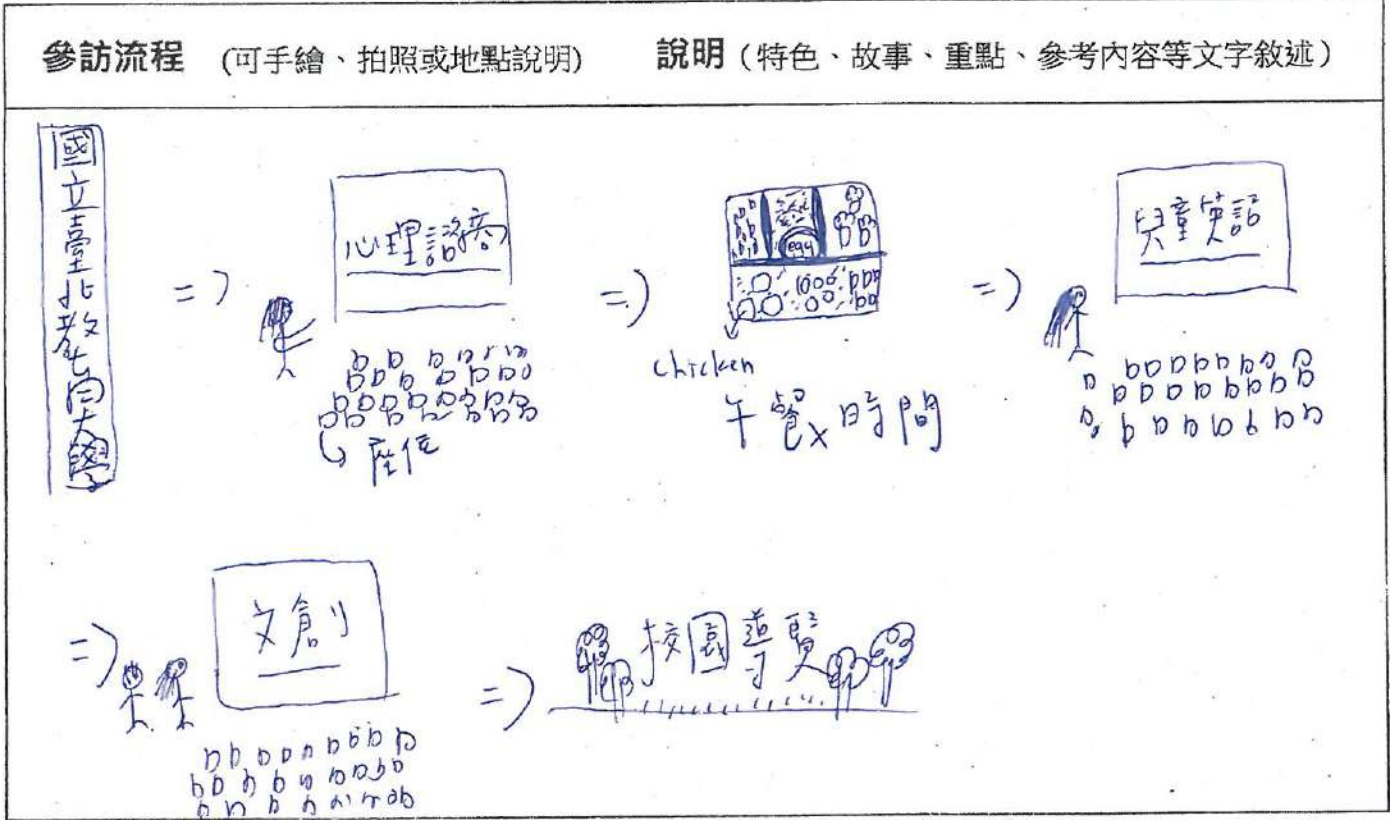 參訪流程 (可手繪、拍照或地點說明) 說明（特色、故事、重點、參考內容等文字敘述）
國立臺北教育大學
=> 心理諮商
座位
=> egg
chicken
午餐時間
=> 兒童英語
=> 文創
=> 校園導覽